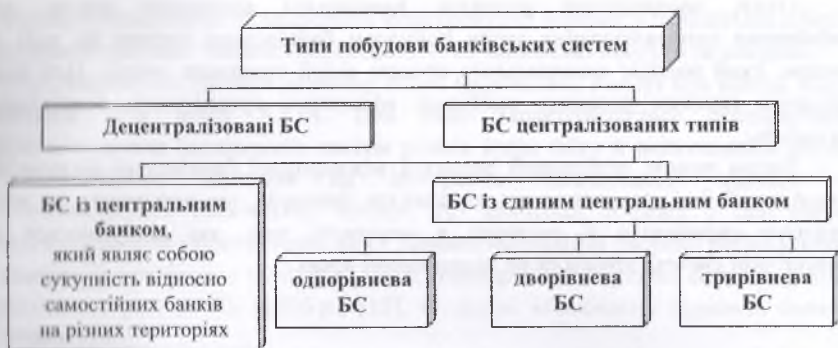 Типи побудови банківських систем
Децентралізовані БС
БС централізованих типів
БС із центральним
банком,
який являє собою
сукупність відносно
самостійних банків
на різних територіях
БС із єдиним центральним банком
однорівнева
БС
дворівнева
БС
трирівнева
БС